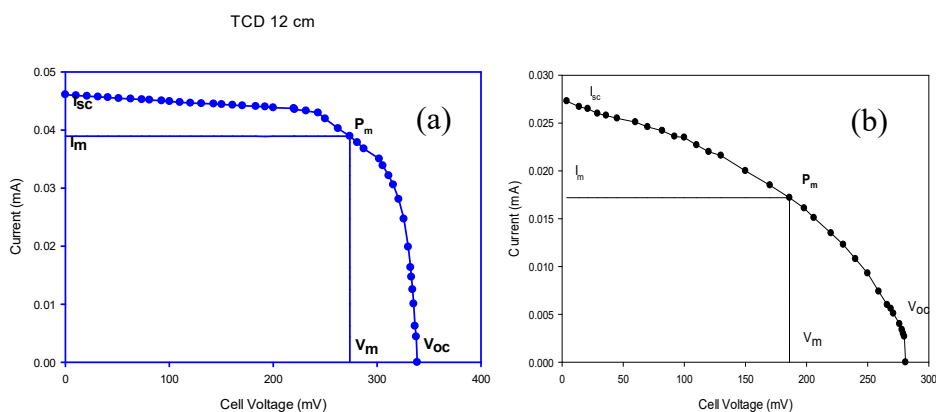 TCD 12 cm
0.05
0.04
0.03
0.02
0.01
0.00
Current (mA)
0
100
200
300
400
Cell Voltage (mV)
Isc
Im
Pm
Vm
Voc
(a)
0.030
0.025
0.020
0.015
0.010
0.005
0.000
Current (mA)
0
50
100
150
200
250
300
Cell Voltage (mV)
Isc
Im
Pm
Vm
Voc
(b)